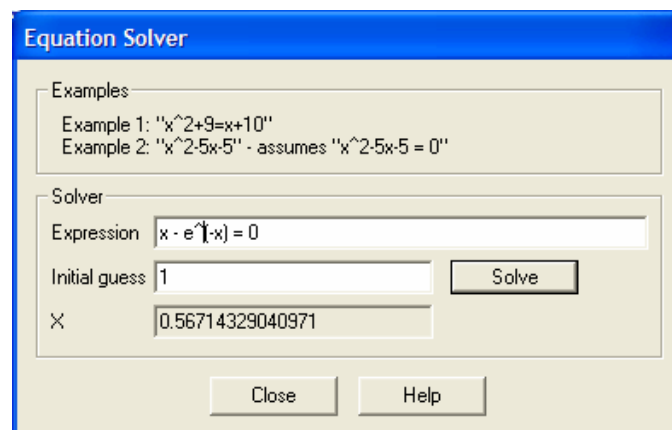 Equation Solver
Examples
Example 1: "x^2+9=x+10"
Example 2: "x^2-5x-5" - assumes "x^2-5x-5 = 0"
Solver
Expression x - e^(-x) = 0
Initial guess 1 Solve
X 0.56714329040971
Close Help